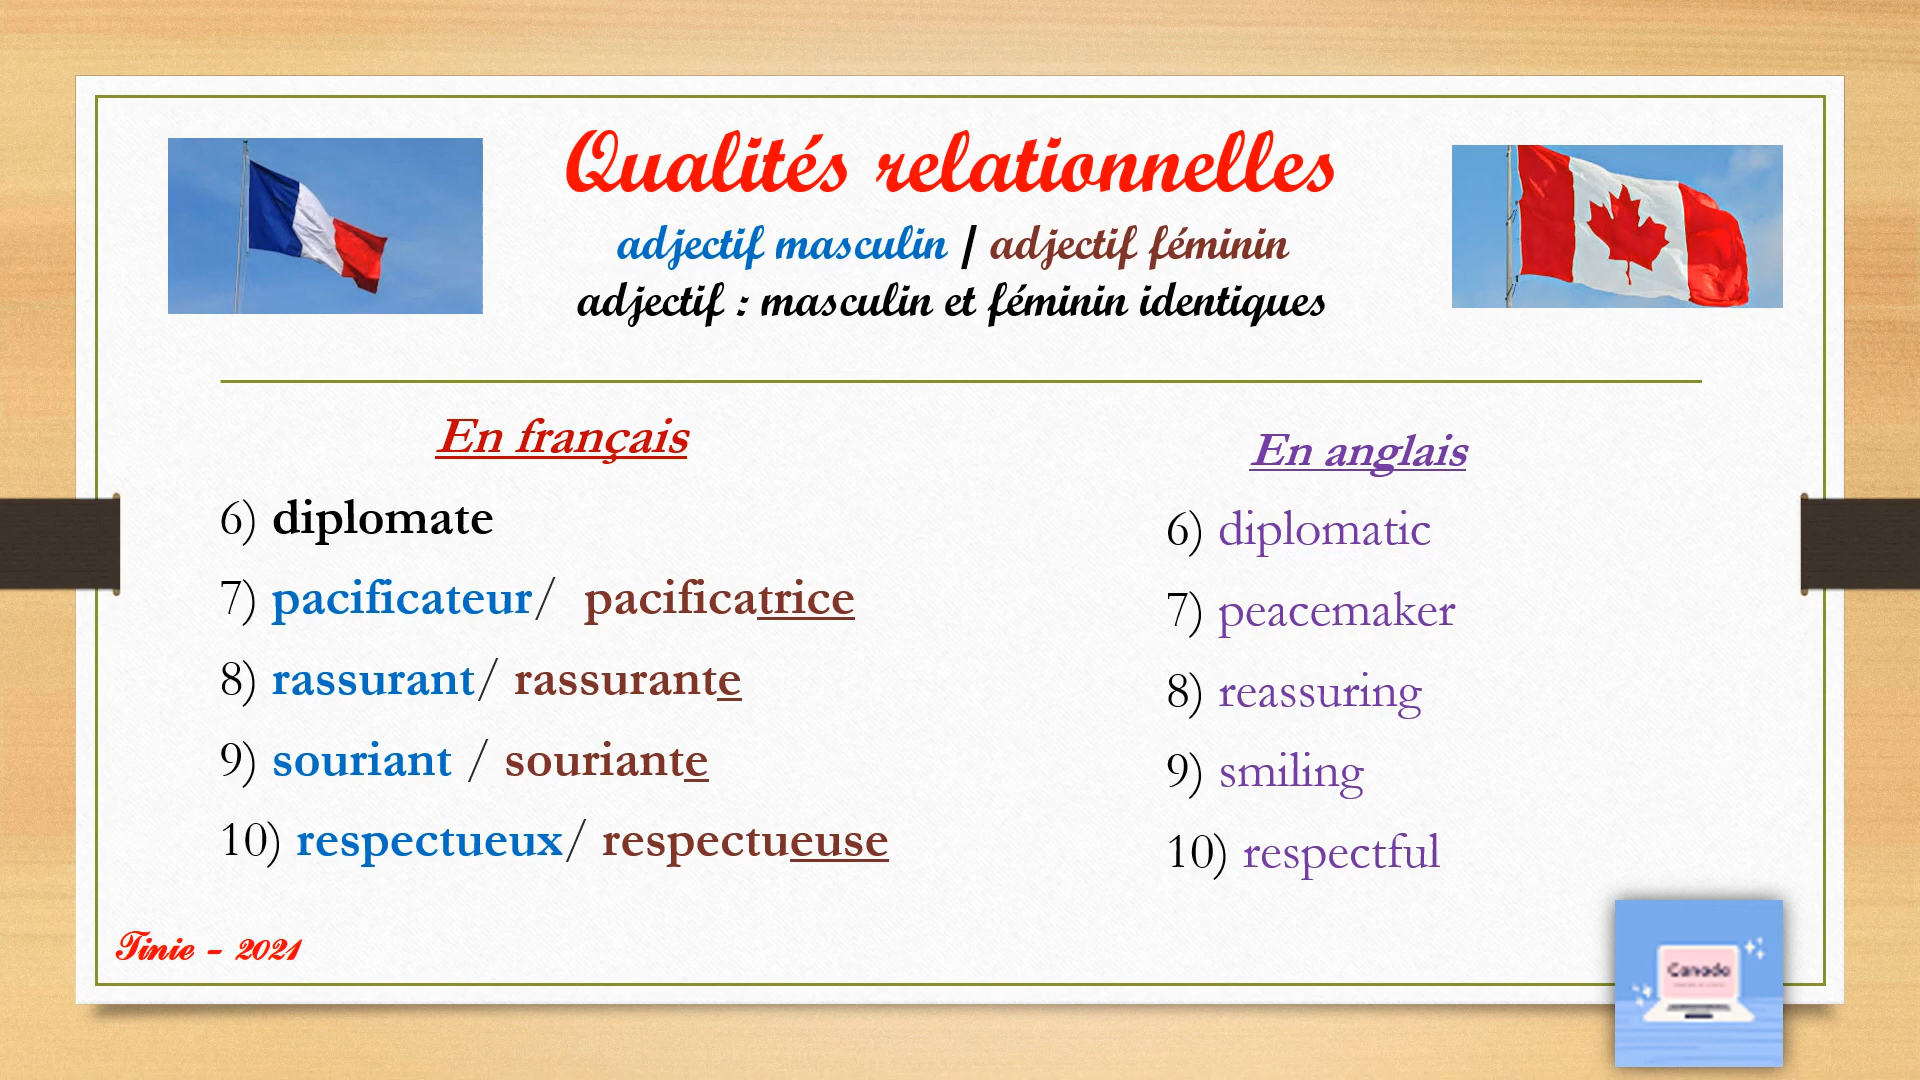 Qualités relationnelles
adjectif masculin / adjectif féminin
adjectif : masculin et féminin identiques
En français
6) diplomate
7) pacificateur/ pacificatrice
8) rassurant/ rassurante
9) souriant / souriante
10) respectueux/ respectueuse
En anglais
6) diplomatic
7) peacemaker
8) reassuring
9) smiling
10) respectful
Tinie - 2021
Canada